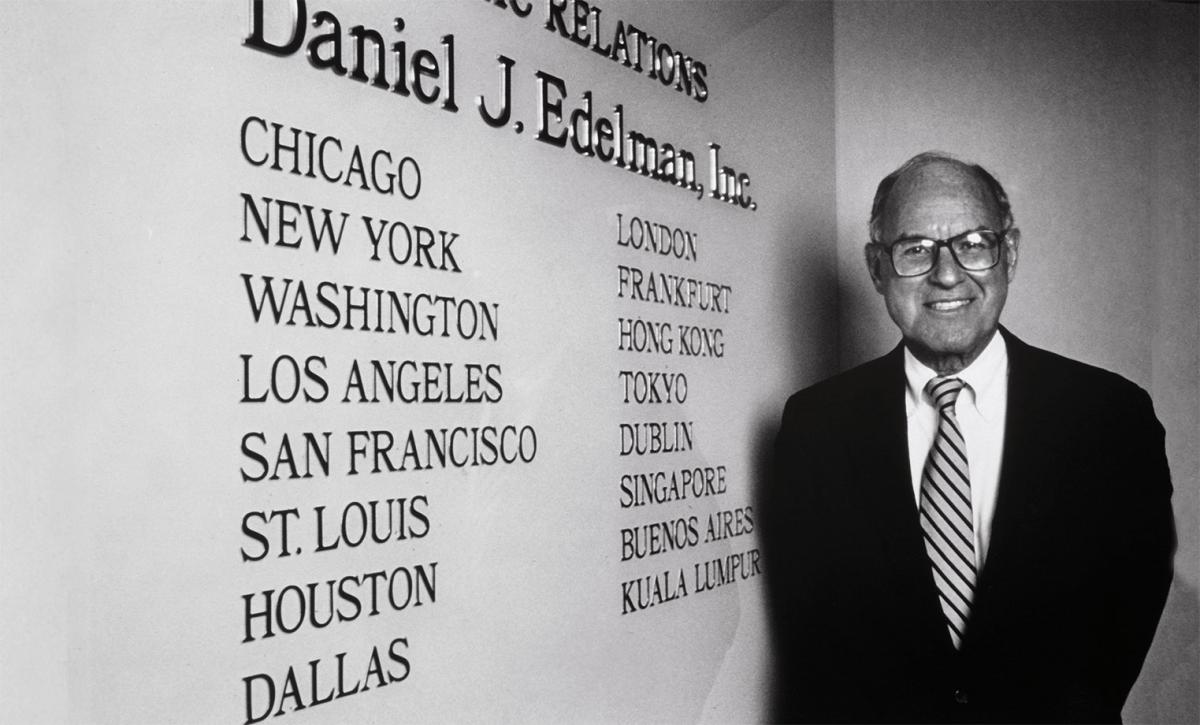 RELATIONS
Daniel J. Edelman, Inc.
CHICAGO
NEW YORK
WASHINGTON
LOS ANGELES
SAN FRANCISCO
ST. LOUIS
HOUSTON
DALLAS
LONDON
FRANKFURT
HONG KONG
TOKYO
DUBLIN
SINGAPORE
BUENOS AIRES
KUALA LUMPUR